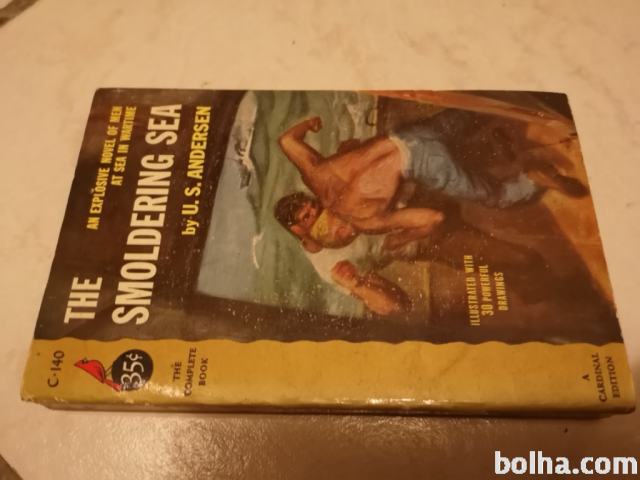 AN EXPLOSIVE NOVEL OF MEN
AT SEA IN WARTIME
THE
SMOLDERING SEA
by U. S. ANDERSEN
ILLUSTRATED WITH
30 POWERFUL
DRAWINGS
C-140
35¢
THE
COMPLETE
BOOK
A
CARDINAL
EDITION
bolha.com